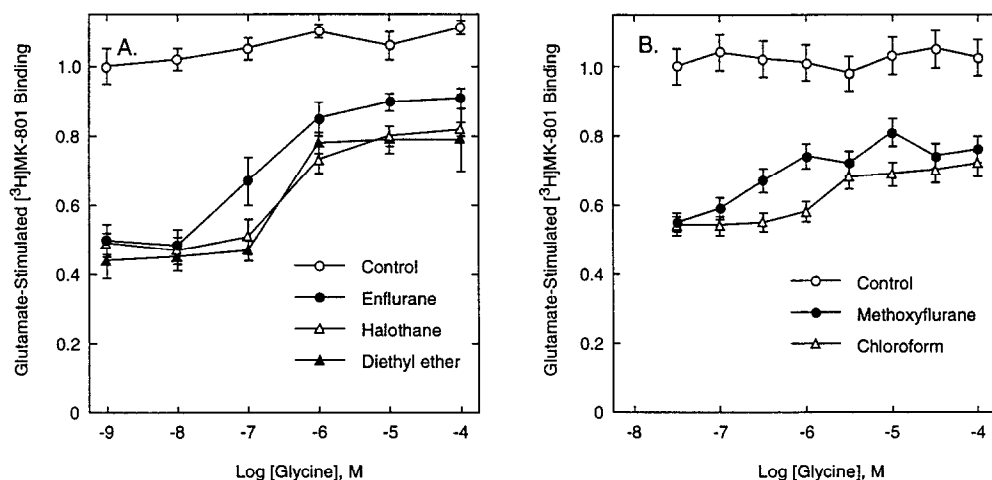 A.
Glutamate-Stimulated [³H]MK-801 Binding
1.0
0.8
0.6
0.4
0.2
0
Control
Enflurane
Halothane
Diethyl ether
-9 -8 -7 -6 -5 -4
Log [Glycine], M
B.
Glutamate-Stimulated [³H]MK-801 Binding
1.0
0.8
0.6
0.4
0.2
0
Control
Methoxyflurane
Chloroform
-8 -7 -6 -5 -4
Log [Glycine], M